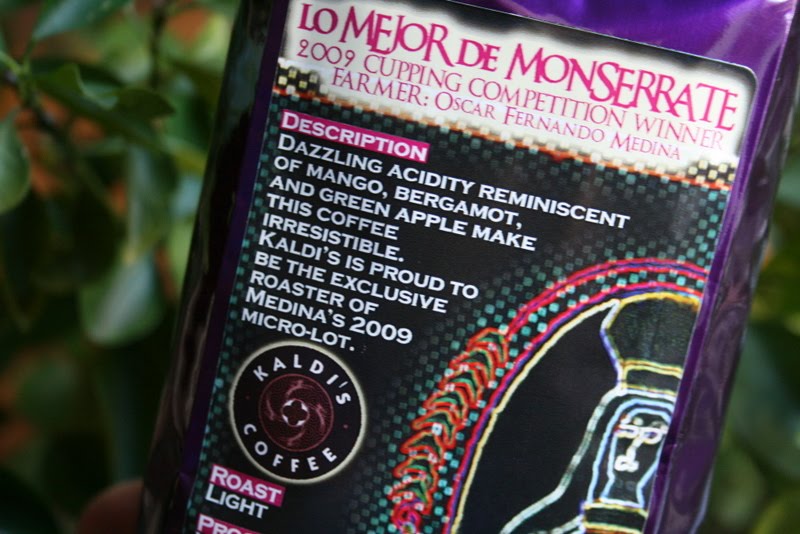 LO MEJOR DE MONSERRATE
2009 CUPPING COMPETITION WINNER
FARMER: OSCAR FERNANDO MEDINA
DESCRIPTION
DAZZLING ACIDITY REMINISCENT
OF MANGO, BERGAMOT,
AND GREEN APPLE MAKE
THIS COFFEE
IRRESISTIBLE.
KALDI'S IS PROUD TO
BE THE EXCLUSIVE
ROASTER OF
MEDINA'S 2009
MICRO-LOT.
KALDI'S
COFFEE
ROAST
LIGHT